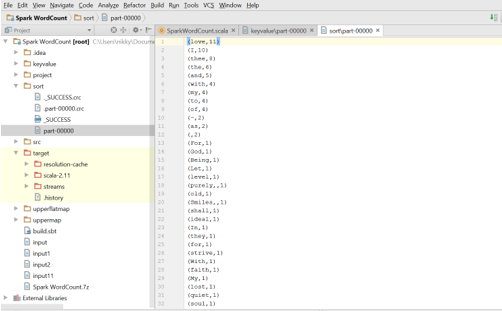 File Edit View Navigate Code Analyze Refactor Build Run Tools VCS Window Help
Spark WordCount sort part-00000
Project
SparkWordCount.scala keyvalue\part-00000 sort\part-00000
Spark WordCount [root] C:\Users\nikky\Docume
.idea
keyvalue
project
sort
._SUCCESS.crc
.part-00000.crc
_SUCCESS
part-00000
src
target
resolution-cache
scala-2.11
streams
.history
upperflatmap
uppermap
build.sbt
input
input1
input2
input11
Spark WordCount.7z
External Libraries
1 (love,11)
2 (I,10)
3 (thee,8)
4 (the,6)
5 (and,5)
6 (with,4)
7 (my,4)
8 (to,4)
9 (of,4)
10 (-,2)
11 (as,2)
12 (,2)
13 (For,1)
14 (God,1)
15 (Being,1)
16 (Let,1)
17 (level,1)
18 (purely,,1)
19 (old,1)
20 (Smiles,,1)
21 (shall,1)
22 (ideal,1)
23 (In,1)
24 (they,1)
25 (for,1)
26 (strive,1)
27 (With,1)
28 (faith,1)
29 (My,1)
30 (lost,1)
31 (quiet,1)
32 (soul,1)